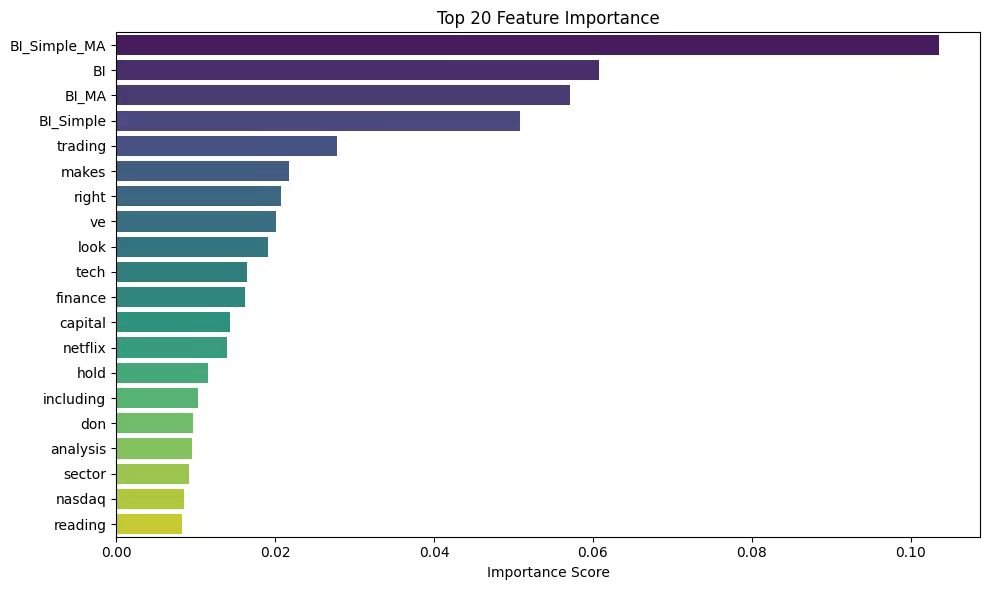 Top 20 Feature Importance
BI_Simple_MA
BI
BI_MA
BI_Simple
trading
makes
right
ve
look
tech
finance
capital
netflix
hold
including
don
analysis
sector
nasdaq
reading
0.00 0.02 0.04 0.06 0.08 0.10
Importance Score